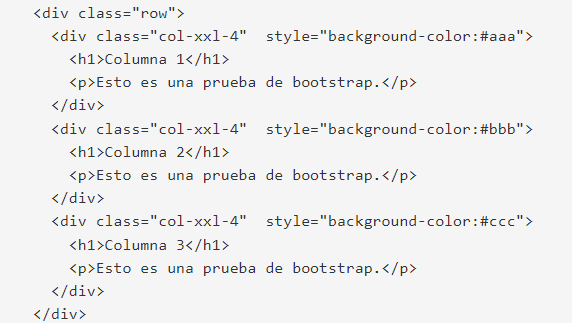 <div class="row">
  <div class="col-xxl-4"  style="background-color:#aaa">
    <h1>Columna 1</h1>
    <p>Esto es una prueba de bootstrap.</p>
  </div>
  <div class="col-xxl-4"  style="background-color:#bbb">
    <h1>Columna 2</h1>
    <p>Esto es una prueba de bootstrap.</p>
  </div>
  <div class="col-xxl-4"  style="background-color:#ccc">
    <h1>Columna 3</h1>
    <p>Esto es una prueba de bootstrap.</p>
  </div>
</div>